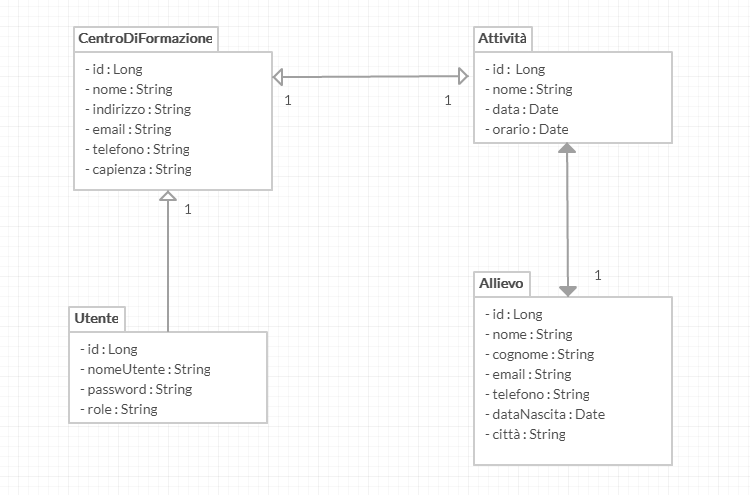 CentroDiFormazione
- id : Long
- nome : String
- indirizzo : String
- email : String
- telefono : String
- capienza : String
1
1
Attività
- id :  Long
- nome : String
- data : Date
- orario : Date
1
Utente
- id : Long
- nomeUtente : String
- password : String
- role : String
1
Allievo
- id : Long
- nome : String
- cognome : String
- email : String
- telefono : String
- dataNascita : Date
- città : String